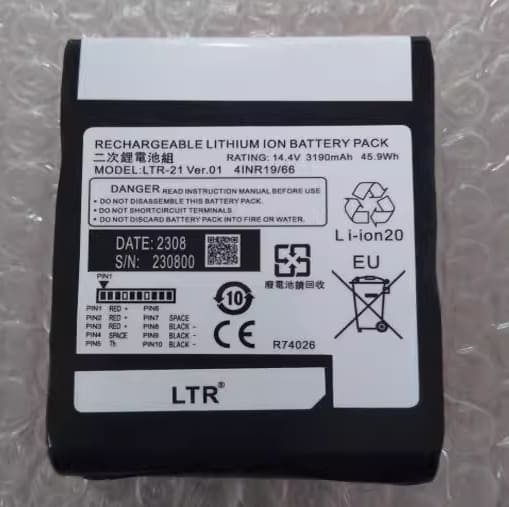 RECHARGEABLE LITHIUM ION BATTERY PACK
二次鋰電池組 RATING: 14.4V 3190mAh 45.9Wh
MODEL:LTR-21 Ver.01 4INR19/66
DANGER READ INSTRUCTION MANUAL BEFORE USE
• DO NOT DISASSEMBLE THIS BATTERY.
• DO NOT SHORTCIRCUIT TERMINALS
• DO NOT DISCARD BATTERY INTO FIRE OR WATER.
Li-ion20
DATE: 2308
S/N: 230800
廢電池請回收
EU
PIN1
PIN1 RED + PIN6
PIN2 RED + PIN7 SPACE
PIN3 RED + PIN8 BLACK -
PIN4 SPACE PIN9 BLACK -
PIN5 Th PIN10 BLACK -
10
CE
R74026
LTR®